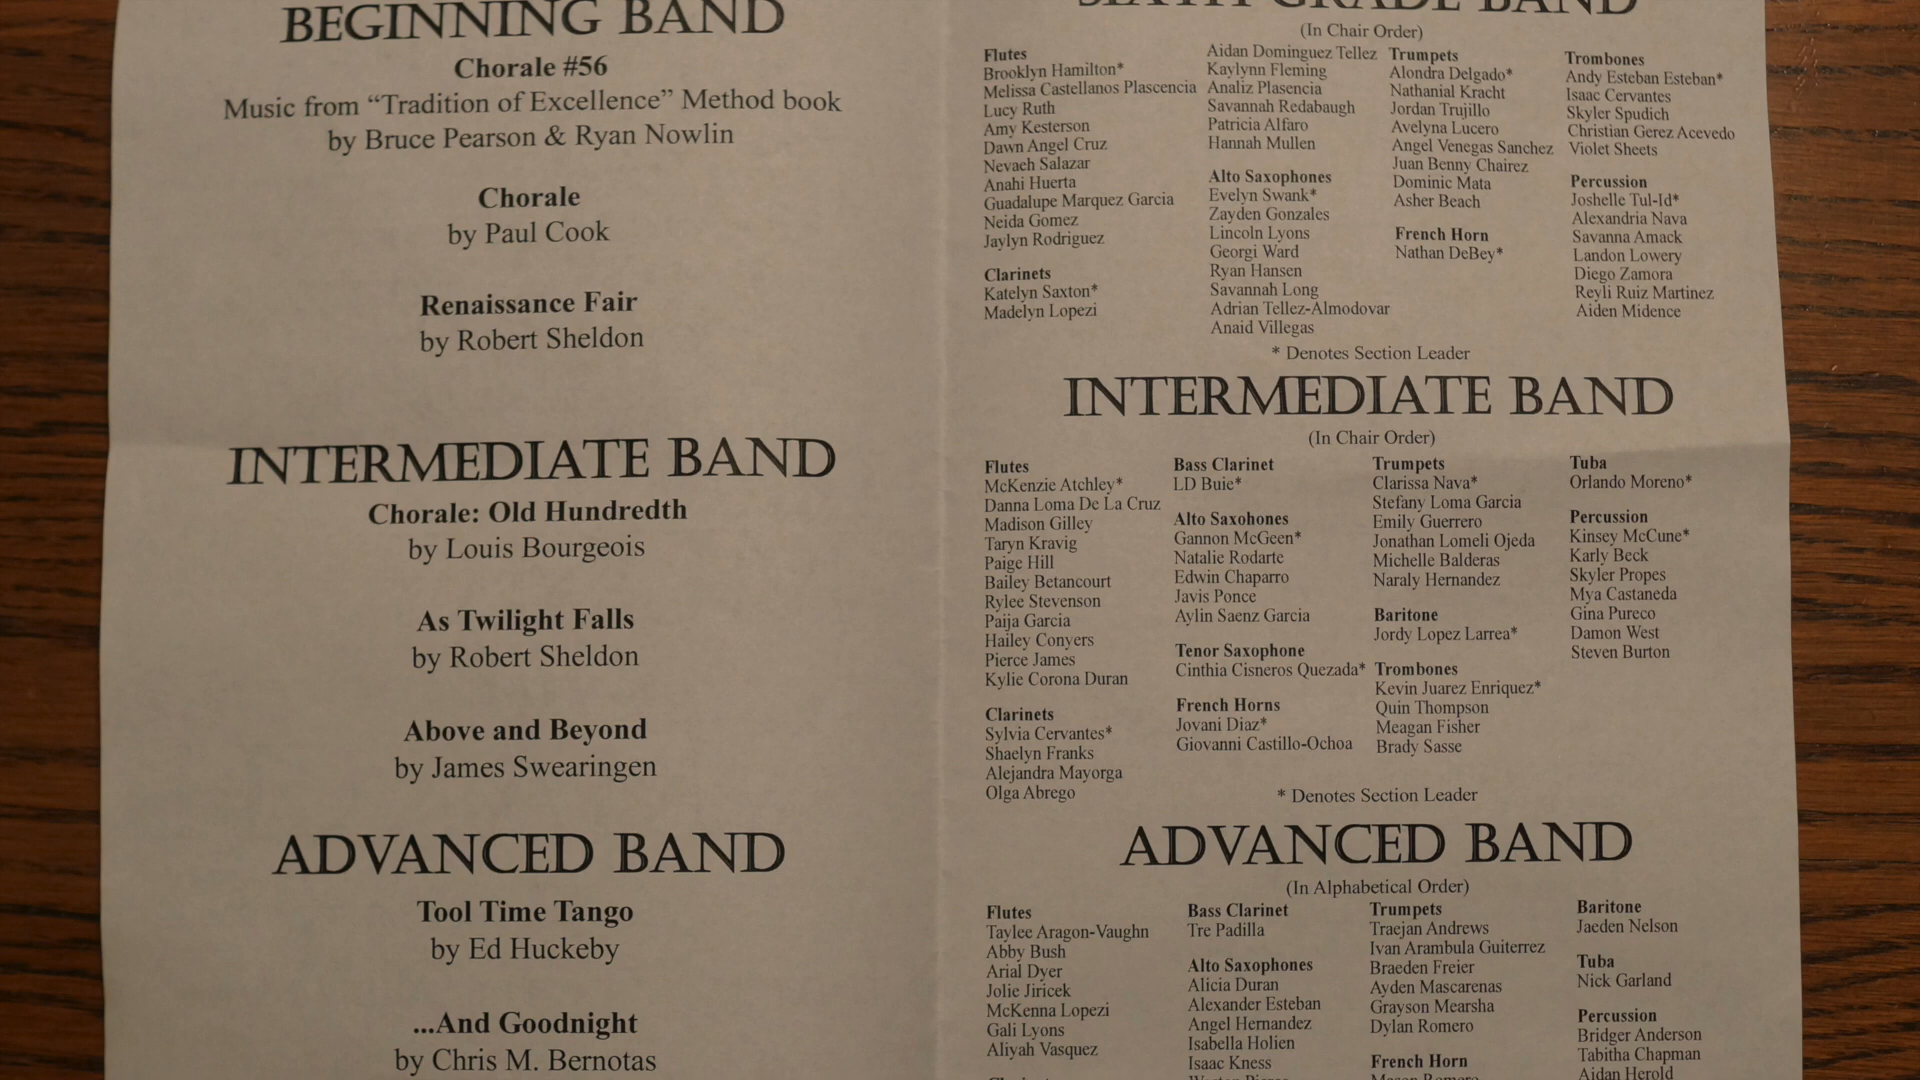 BEGINNING BAND
Chorale #56
Music from “Tradition of Excellence” Method book
by Bruce Pearson & Ryan Nowlin
Chorale
by Paul Cook
Renaissance Fair
by Robert Sheldon
INTERMEDIATE BAND
Chorale: Old Hundredth
by Louis Bourgeois
As Twilight Falls
by Robert Sheldon
Above and Beyond
by James Swearingen
ADVANCED BAND
Tool Time Tango
by Ed Huckeby
...And Goodnight
by Chris M. Bernotas
SIXTH GRADE BAND
(In Chair Order)
Flutes
Brooklyn Hamilton*
Melissa Castellanos Plascencia
Lucy Ruth
Amy Kesterson
Dawn Angel Cruz
Nevaeh Salazar
Anahi Huerta
Guadalupe Marquez Garcia
Neida Gomez
Jaylyn Rodriguez
Clarinets
Katelyn Saxton*
Madelyn Lopezi
Aidan Dominguez Tellez
Kaylynn Fleming
Analiz Plasencia
Savannah Redabaugh
Patricia Alfaro
Hannah Mullen
Alto Saxophones
Evelyn Swank*
Zayden Gonzales
Lincoln Lyons
Georgi Ward
Ryan Hansen
Savannah Long
Adrian Tellez-Almodovar
Anaid Villegas
Trumpets
Alondra Delgado*
Nathanial Kracht
Jordan Trujillo
Avelyna Lucero
Angel Venegas Sanchez
Juan Benny Chairez
Dominic Mata
Asher Beach
French Horn
Nathan DeBey*
Trombones
Andy Esteban Esteban*
Isaac Cervantes
Skyler Spudich
Christian Gerez Acevedo
Violet Sheets
Percussion
Joshelle Tul-Id*
Alexandria Nava
Savanna Amack
Landon Lowery
Diego Zamora
Reyli Ruiz Martinez
Aiden Midence
* Denotes Section Leader
INTERMEDIATE BAND
(In Chair Order)
Flutes
McKenzie Atchley*
Danna Loma De La Cruz
Madison Gilley
Taryn Kravig
Paige Hill
Bailey Betancourt
Rylee Stevenson
Paija Garcia
Hailey Conyers
Pierce James
Kylie Corona Duran
Clarinets
Sylvia Cervantes*
Shaelyn Franks
Alejandra Mayorga
Olga Abrego
Bass Clarinet
LD Buie*
Alto Saxohones
Gannon McGeen*
Natalie Rodarte
Edwin Chaparro
Javis Ponce
Aylin Saenz Garcia
Tenor Saxophone
Cinthia Cisneros Quezada*
French Horns
Jovani Diaz*
Giovanni Castillo-Ochoa
Trumpets
Clarissa Nava*
Stefany Loma Garcia
Emily Guerrero
Jonathan Lomeli Ojeda
Michelle Balderas
Naraly Hernandez
Baritone
Jordy Lopez Larrea*
Trombones
Kevin Juarez Enriquez*
Quin Thompson
Meagan Fisher
Brady Sasse
Tuba
Orlando Moreno*
Percussion
Kinsey McCune*
Karly Beck
Skyler Propes
Mya Castaneda
Gina Pureco
Damon West
Steven Burton
* Denotes Section Leader
ADVANCED BAND
(In Alphabetical Order)
Flutes
Taylee Aragon-Vaughn
Abby Bush
Arial Dyer
Jolie Jiricek
McKenna Lopezi
Gali Lyons
Aliyah Vasquez
Bass Clarinet
Tre Padilla
Alto Saxophones
Alicia Duran
Alexander Esteban
Angel Hernandez
Isabella Holien
Isaac Kness
Trumpets
Traejan Andrews
Ivan Arambula Guiterrez
Braeden Freier
Ayden Mascarenas
Grayson Mearsha
Dylan Romero
French Horn
Baritone
Jaeden Nelson
Tuba
Nick Garland
Percussion
Bridger Anderson
Tabitha Chapman
Aidan Herold